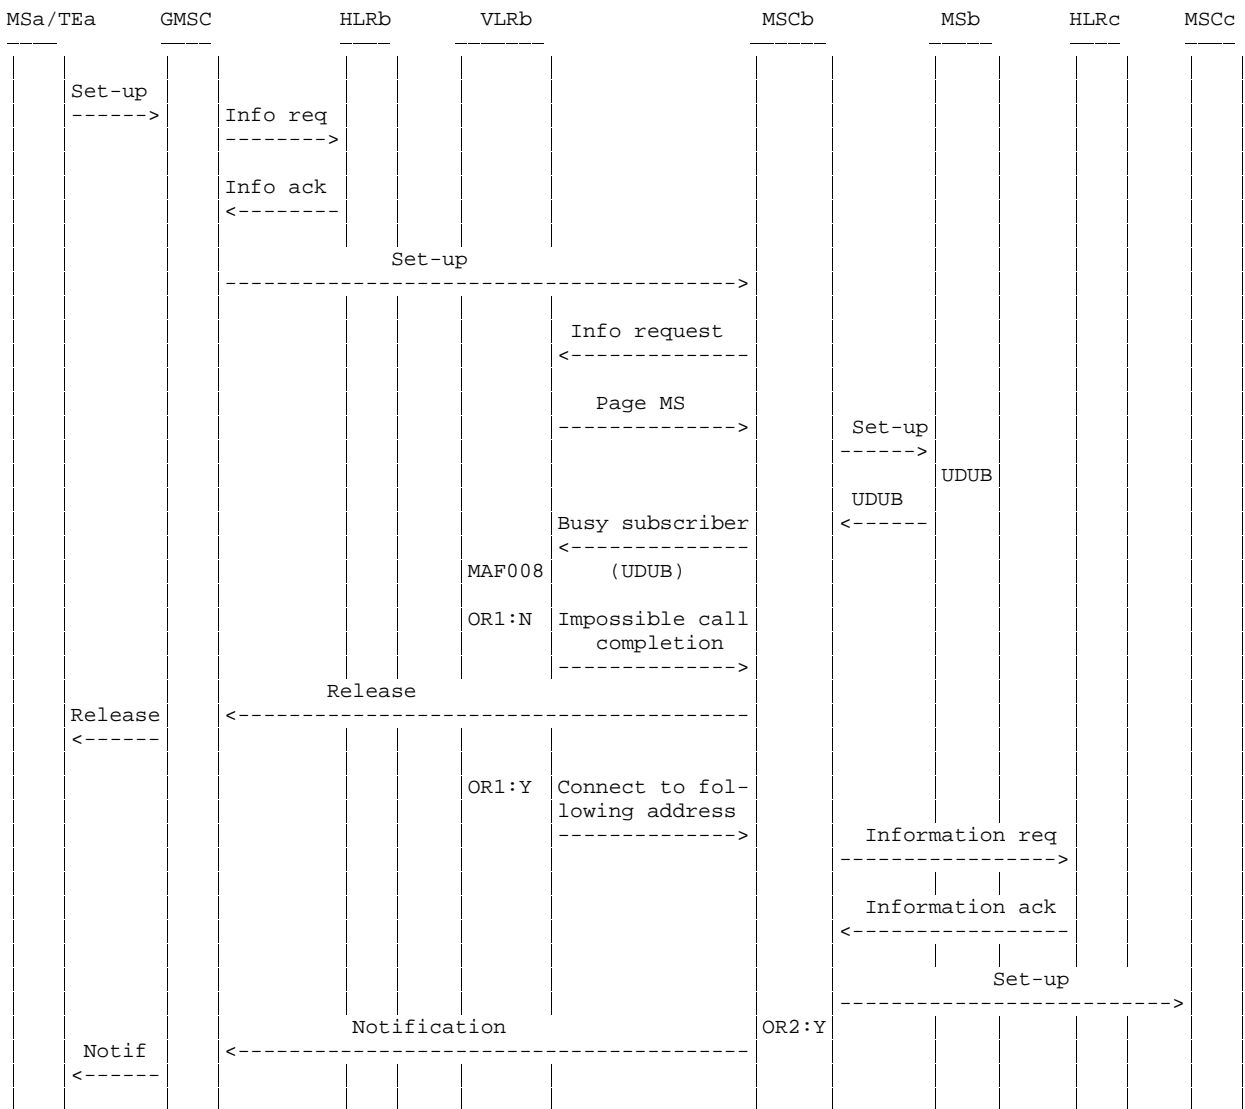 MSa/TEa GMSC HLRb VLRb MSCb MSb HLRc MSCc
Set-up
------>
Info req
-------->
Info ack
<--------
Set-up
---------------------------------------->
Info request
<--------------
Page MS
-------------->
Set-up
------>
UDUB
UDUB
<------
Busy subscriber
<--------------
MAF008 (UDUB)
OR1:N Impossible call
completion
-------------->
Release
Release <----------------------------------------
<------
OR1:Y Connect to fol-
lowing address
-------------->
Information req
----------------->
Information ack
<-----------------
Set-up
-------------------------->
Notification OR2:Y
Notif <----------------------------------------
<------